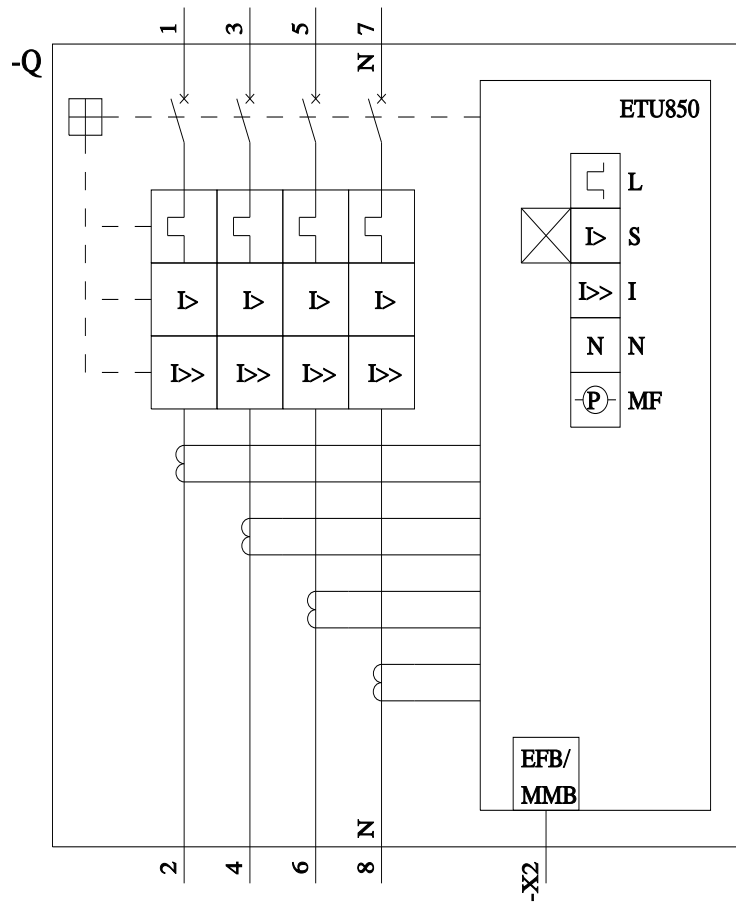 1 3 5 7
-Q
N
ETU850
L
I> S
I>> I
N N
P MF
I> I> I> I>
I>> I>> I>> I>>
EFB/
MMB
N
2 4 6 8
-X2